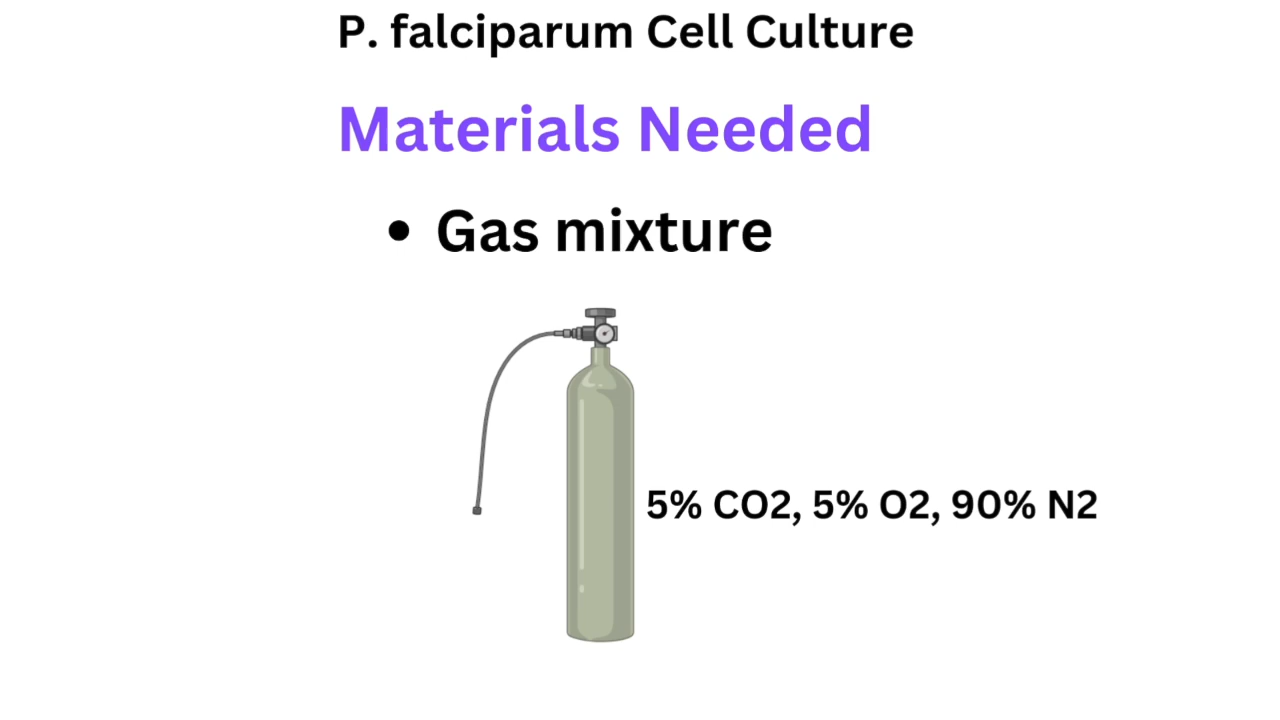 P. falciparum Cell Culture
Materials Needed
• Gas mixture
5% CO2, 5% O2, 90% N2